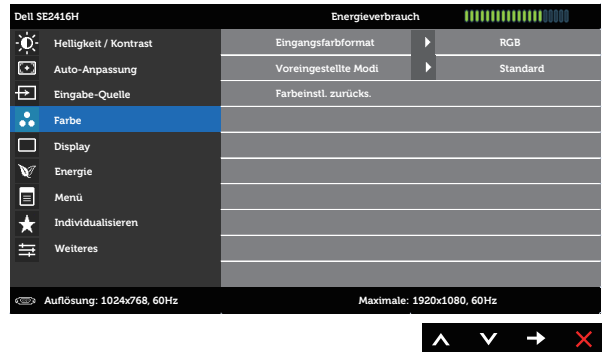 Dell SE2416H Energieverbrauch
Helligkeit / Kontrast Eingangsfarbformat RGB
Auto-Anpassung Voreingestellte Modi Standard
Eingabe-Quelle Farbeinstl. zurücks.
Farbe
Display
Energie
Menü
Individualisieren
Weiteres
Auflösung: 1024x768, 60Hz Maximale: 1920x1080, 60Hz